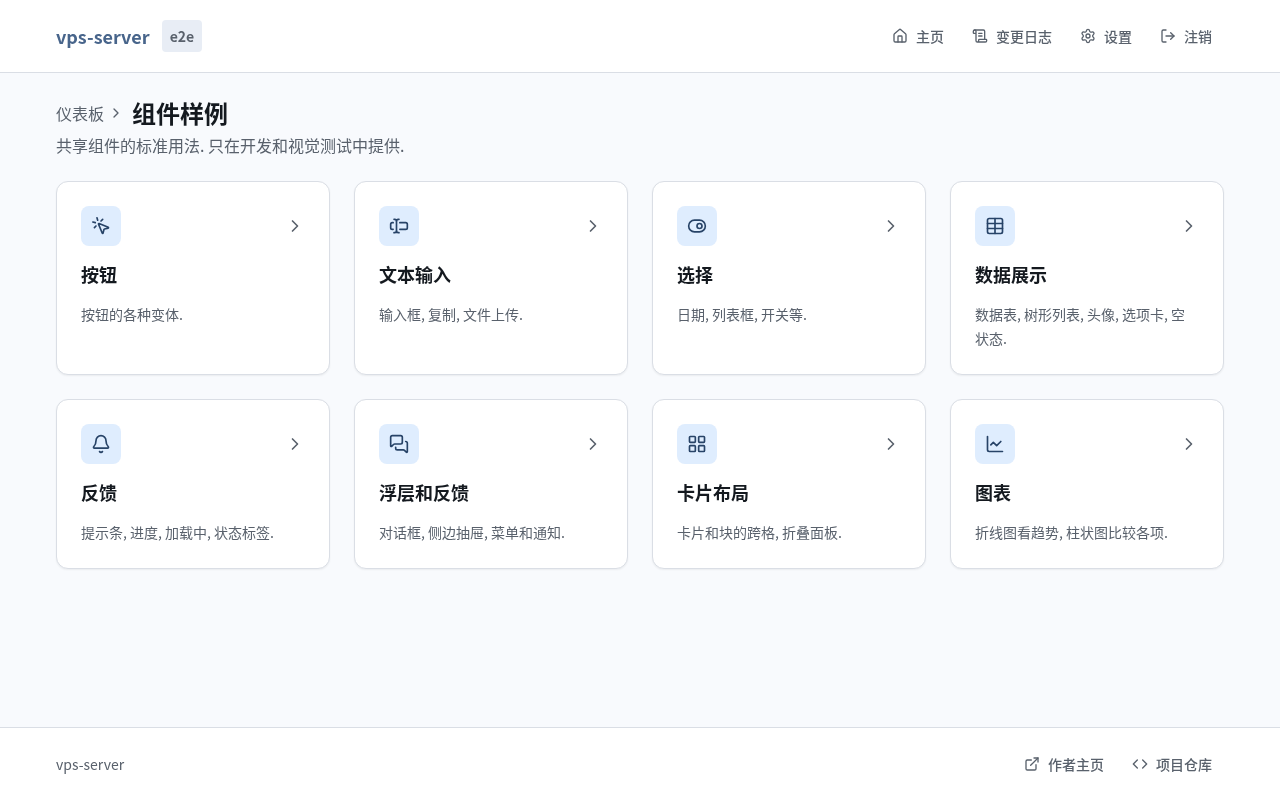 vps-server e2e 主页 变更日志 设置 注销
仪表板 组件样例
共享组件的标准用法. 只在开发和视觉测试中提供.
按钮
按钮的各种变体.
文本输入
输入框, 复制, 文件上传.
选择
日期, 列表框, 开关等.
数据展示
数据表, 树形列表, 头像, 选项卡, 空
状态.
反馈
提示条, 进度, 加载中, 状态标签.
浮层和反馈
对话框, 侧边抽屉, 菜单和通知.
卡片布局
卡片和块的跨格, 折叠面板.
图表
折线图看趋势, 柱状图比较各项.
vps-server 作者主页 项目仓库